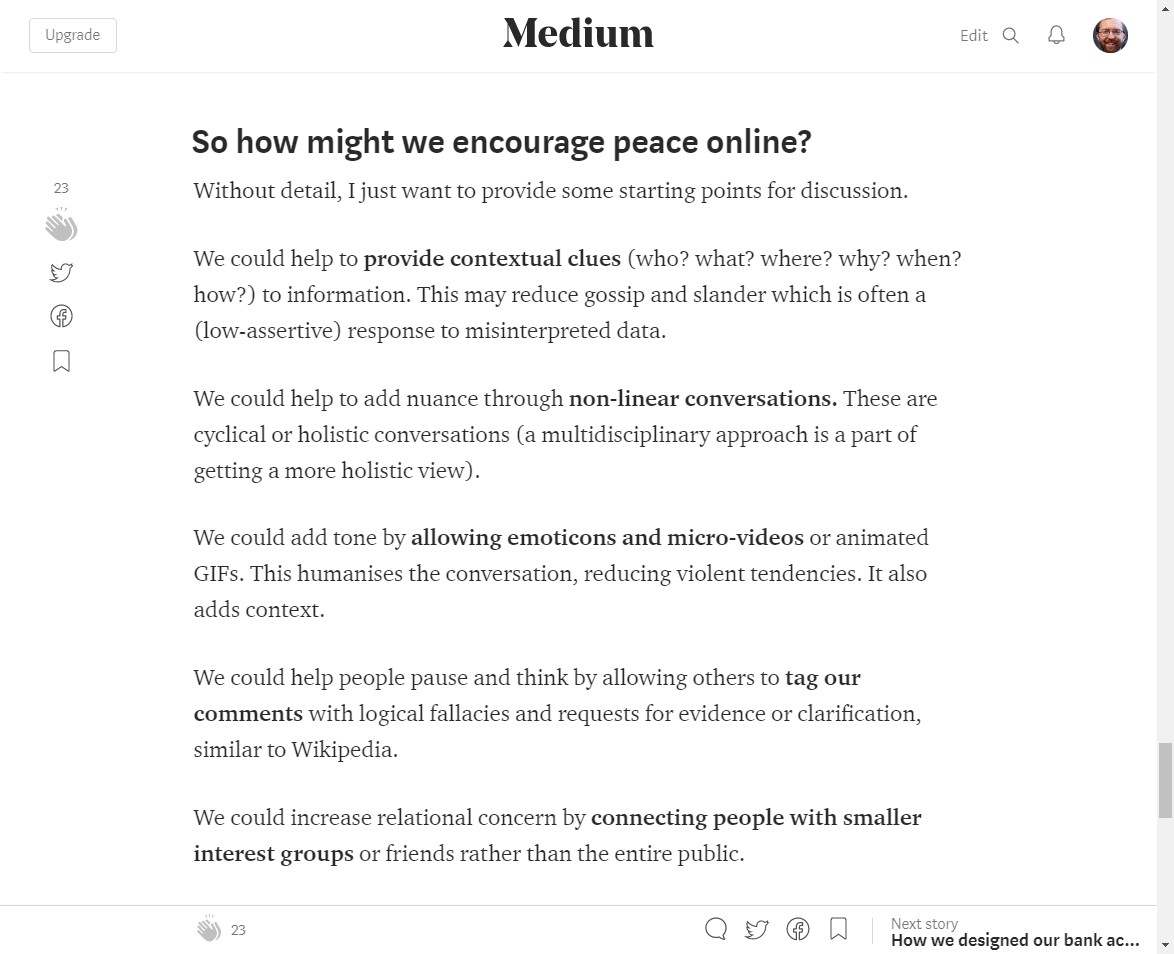 Upgrade
Medium
Edit
So how might we encourage peace online?
23
Without detail, I just want to provide some starting points for discussion.
We could help to provide contextual clues (who? what? where? why? when?
how?) to information. This may reduce gossip and slander which is often a
(low-assertive) response to misinterpreted data.
We could help to add nuance through non-linear conversations. These are
cyclical or holistic conversations (a multidisciplinary approach is a part of
getting a more holistic view).
We could add tone by allowing emoticons and micro-videos or animated
GIFs. This humanises the conversation, reducing violent tendencies. It also
adds context.
We could help people pause and think by allowing others to tag our
comments with logical fallacies and requests for evidence or clarification,
similar to Wikipedia.
We could increase relational concern by connecting people with smaller
interest groups or friends rather than the entire public.
23
Next story
How we designed our bank ac...